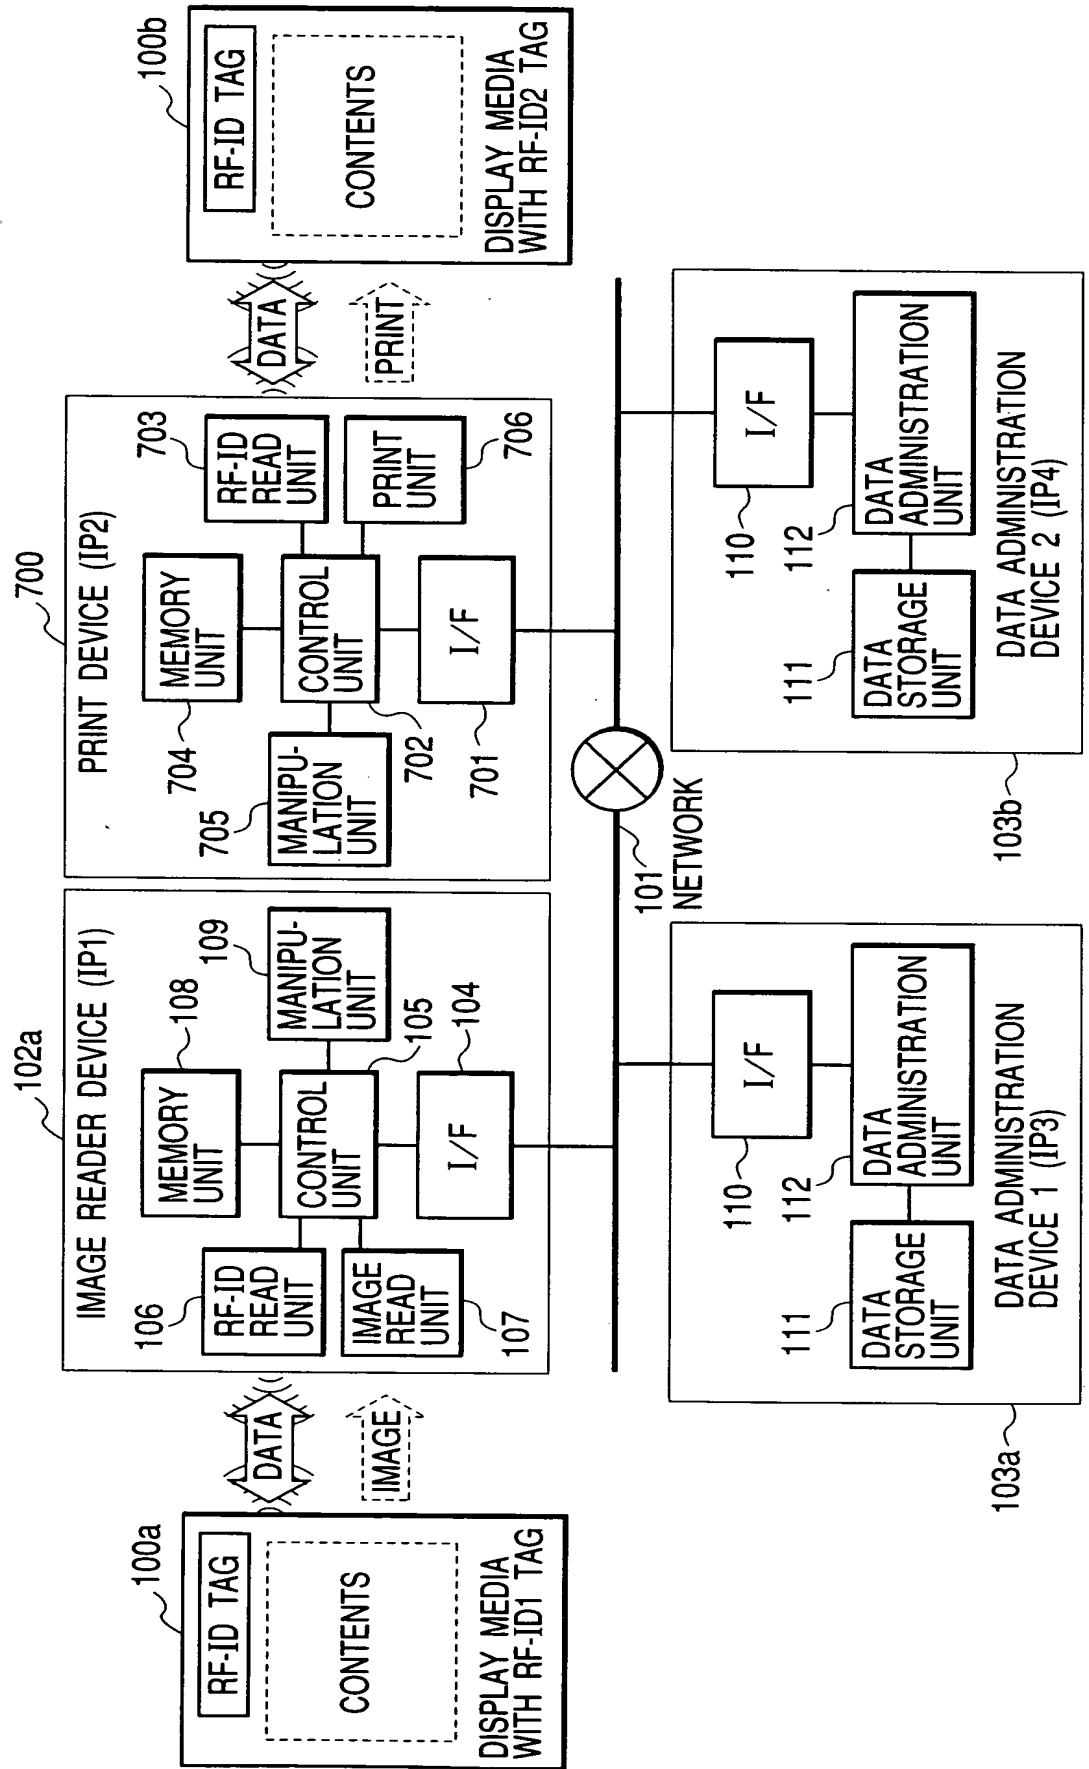 100a
RF-ID TAG
CONTENTS
DISPLAY MEDIA
WITH RF-ID1 TAG
DATA
IMAGE
102a
IMAGE READER DEVICE (IP1)
106
RF-ID
READ
UNIT
IMAGE
READ
UNIT
107
MEMORY
UNIT
108
CONTROL
UNIT
105
I/F
104
109
MANIPU-
LATION
UNIT
700
PRINT DEVICE (IP2)
705
MANIPU-
LATION
UNIT
704
MEMORY
UNIT
CONTROL
UNIT
702
I/F
701
703
RF-ID
READ
UNIT
PRINT
UNIT
706
DATA
PRINT
100b
RF-ID TAG
CONTENTS
DISPLAY MEDIA
WITH RF-ID2 TAG
101
NETWORK
103a
111
DATA
STORAGE
UNIT
110
I/F
112
DATA
ADMINISTRATION
UNIT
DATA ADMINISTRATION
DEVICE 1 (IP3)
103b
111
DATA
STORAGE
UNIT
110
I/F
112
DATA
ADMINISTRATION
UNIT
DATA ADMINISTRATION
DEVICE 2 (IP4)